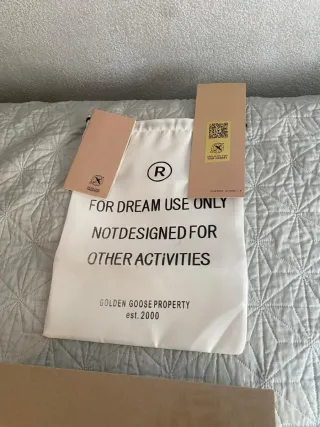 ®
FOR DREAM USE ONLY
NOTDESIGNED FOR
OTHER ACTIVITIES
GOLDEN GOOSE PROPERTY
est. 2000